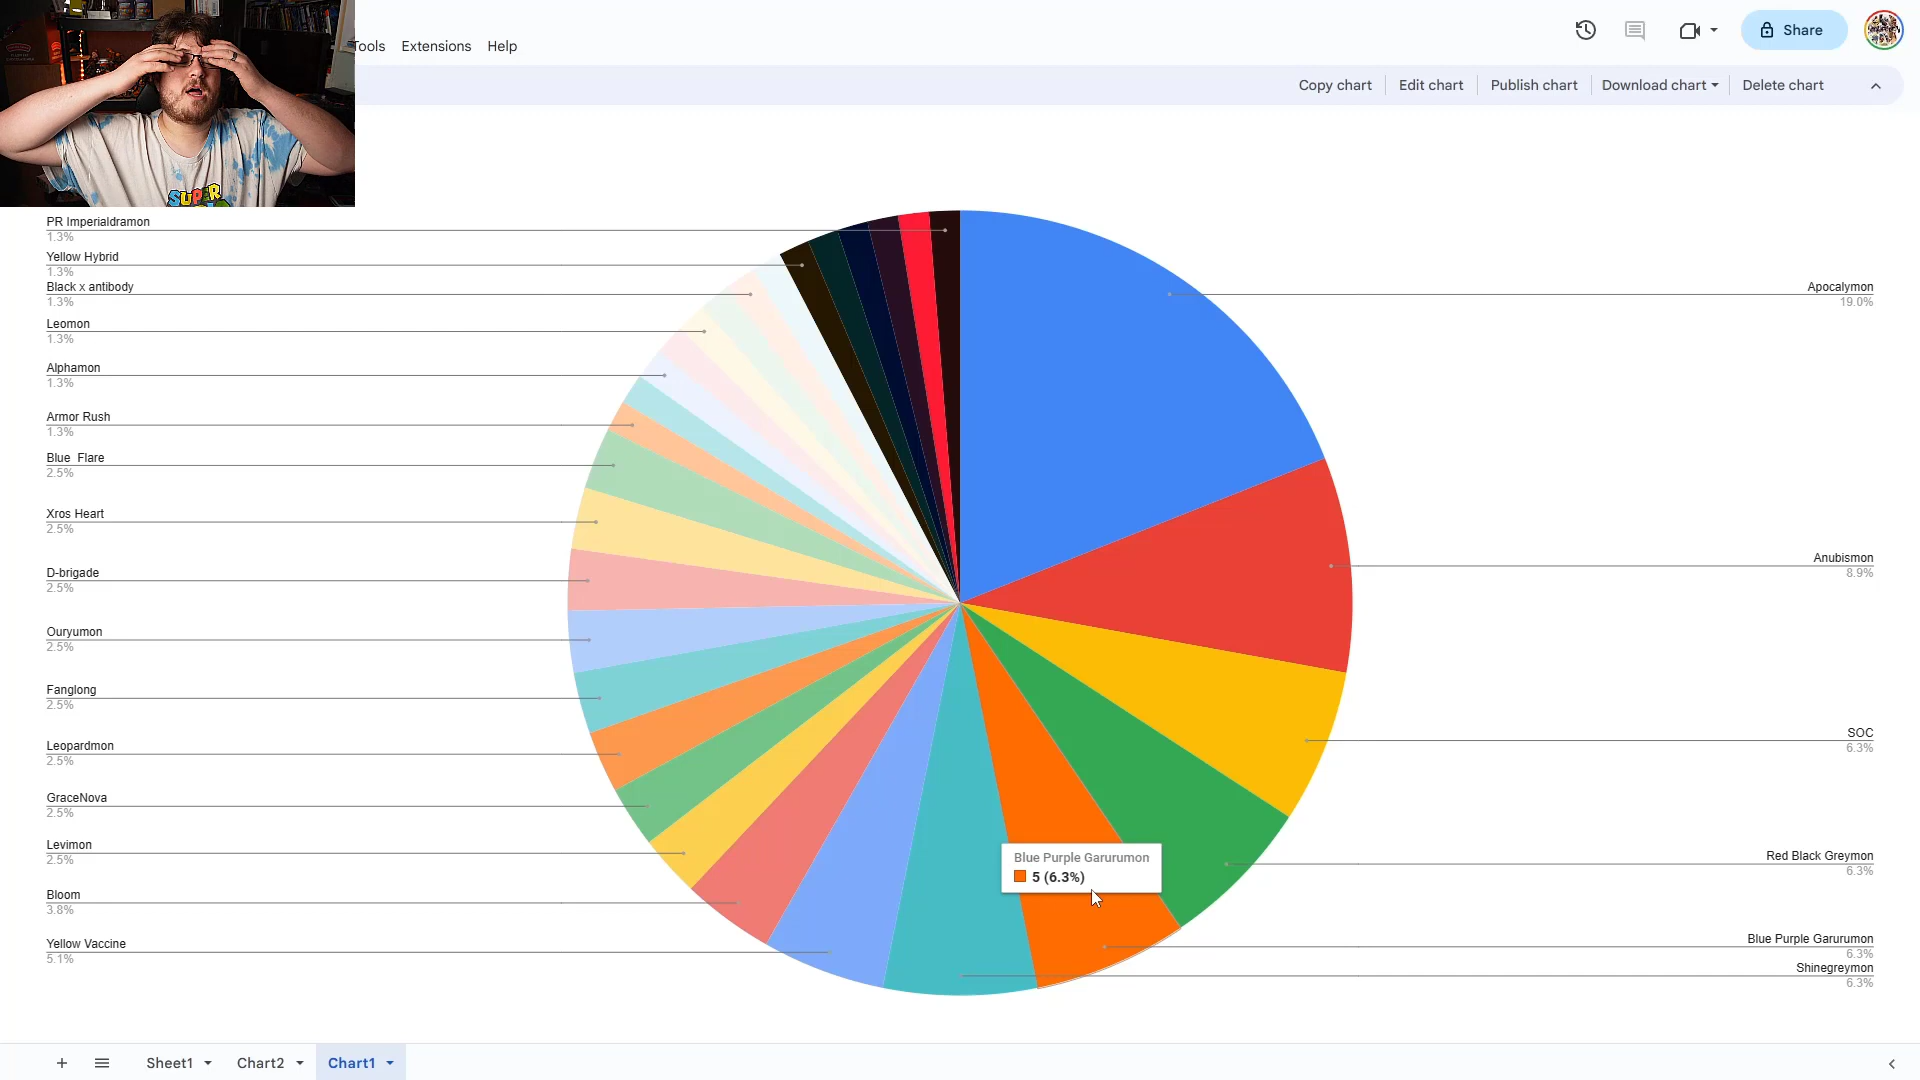 Tools Extensions Help
Share
Copy chart Edit chart Publish chart Download chart Delete chart
SUPER
PR Imperialdramon
1.3%
Yellow Hybrid
1.3%
Black x antibody
1.3%
Leomon
1.3%
Alphamon
1.3%
Armor Rush
1.3%
Blue Flare
2.5%
Xros Heart
2.5%
D-brigade
2.5%
Ouryumon
2.5%
Fanglong
2.5%
Leopardmon
2.5%
GraceNova
2.5%
Levimon
2.5%
Bloom
3.8%
Yellow Vaccine
5.1%
Apocalymon
19.0%
Anubismon
8.9%
SOC
6.3%
Red Black Greymon
6.3%
Blue Purple Garurumon
6.3%
Shinegreymon
6.3%
Blue Purple Garurumon
5 (6.3%)
Sheet1 Chart2 Chart1